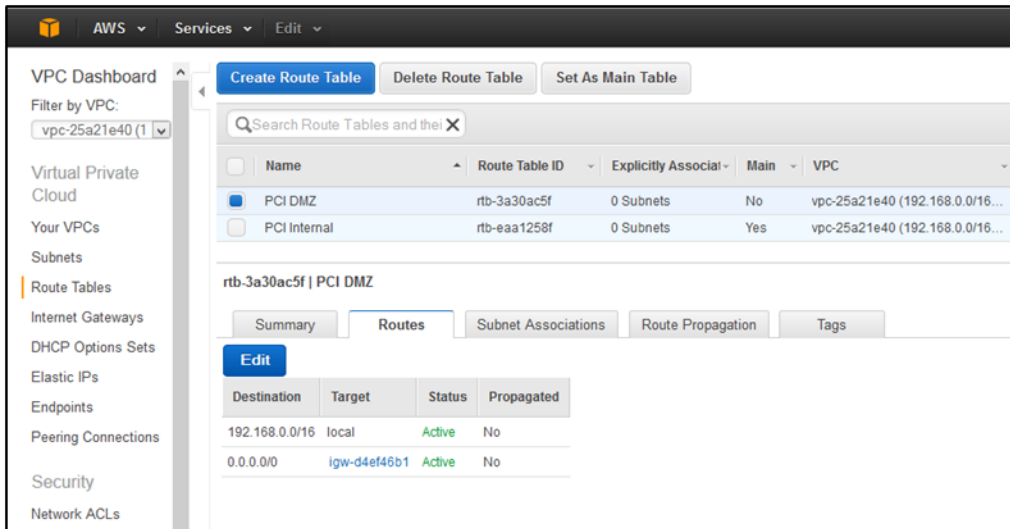 AWS Services Edit
VPC Dashboard
Filter by VPC:
vpc-25a21e40 (1
Virtual Private
Cloud
Your VPCs
Subnets
Route Tables
Internet Gateways
DHCP Options Sets
Elastic IPs
Endpoints
Peering Connections
Security
Network ACLs
Create Route Table Delete Route Table Set As Main Table
Search Route Tables and thei X
Name Route Table ID Explicitly Associat Main VPC
PCI DMZ rtb-3a30ac5f 0 Subnets No vpc-25a21e40 (192.168.0.0/16...
PCI Internal rtb-eaa1258f 0 Subnets Yes vpc-25a21e40 (192.168.0.0/16...
rtb-3a30ac5f | PCI DMZ
Summary Routes Subnet Associations Route Propagation Tags
Edit
Destination Target Status Propagated
192.168.0.0/16 local Active No
0.0.0.0/0 igw-d4ef46b1 Active No